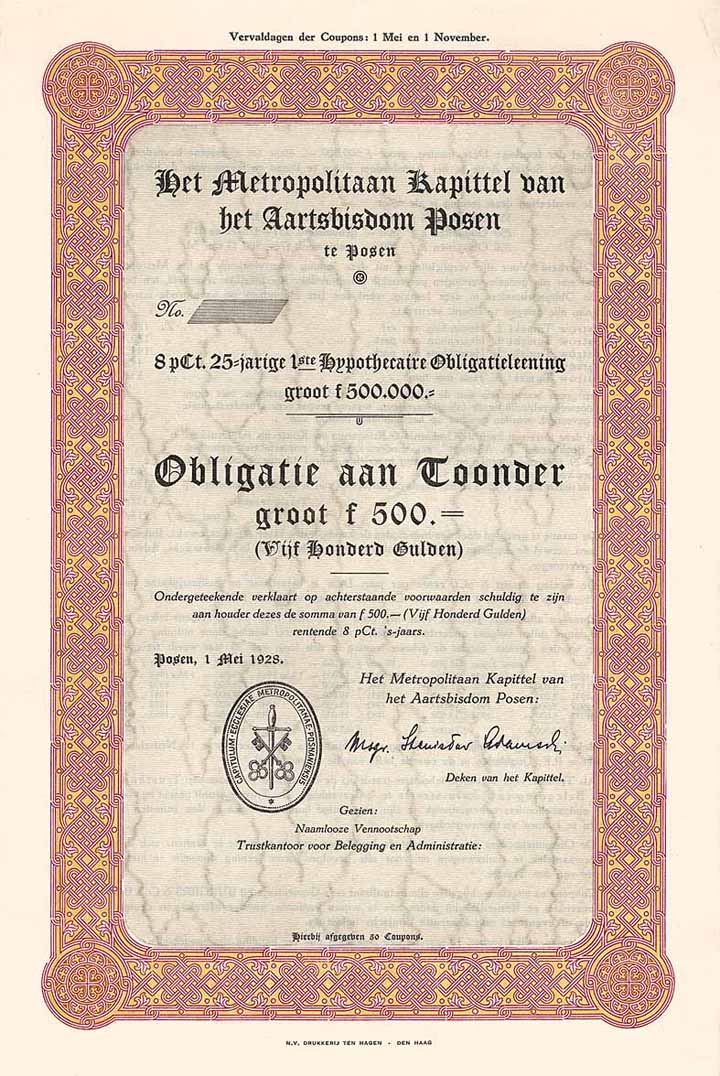 Vervaldagen der Coupons: 1 Mei en 1 November.
Het Metropolitaan Kapittel van
het Aartsbisdom Posen
te Posen
No.
8 pCt. 25-jarige 1ste Hypothecaire Obligatieleening
groot f 500.000.=
Obligatie aan Toonder
groot f 500.=
(Vijf Honderd Gulden)
Ondergeteekende verklaart op achterstaande voorwaarden schuldig te zijn
aan houder dezes de somma van f 500.— (Vijf Honderd Gulden)
rentende 8 pCt. 's-jaars.
Posen, 1 Mei 1928.
Het Metropolitaan Kapittel van
het Aartsbisdom Posen:
CAPITULUM·ECCLESIAE METROPOLITANAE·POSNANIENSIS
Msgr. Stanislav Adamski
Deken van het Kapittel.
Gezien:
Naamlooze Vennootschap
Trustkantoor voor Belegging en Administratie:
Hierbij afgegeven 50 Coupons.
N.V. DRUKKERIJ TEN HAGEN - DEN HAAG